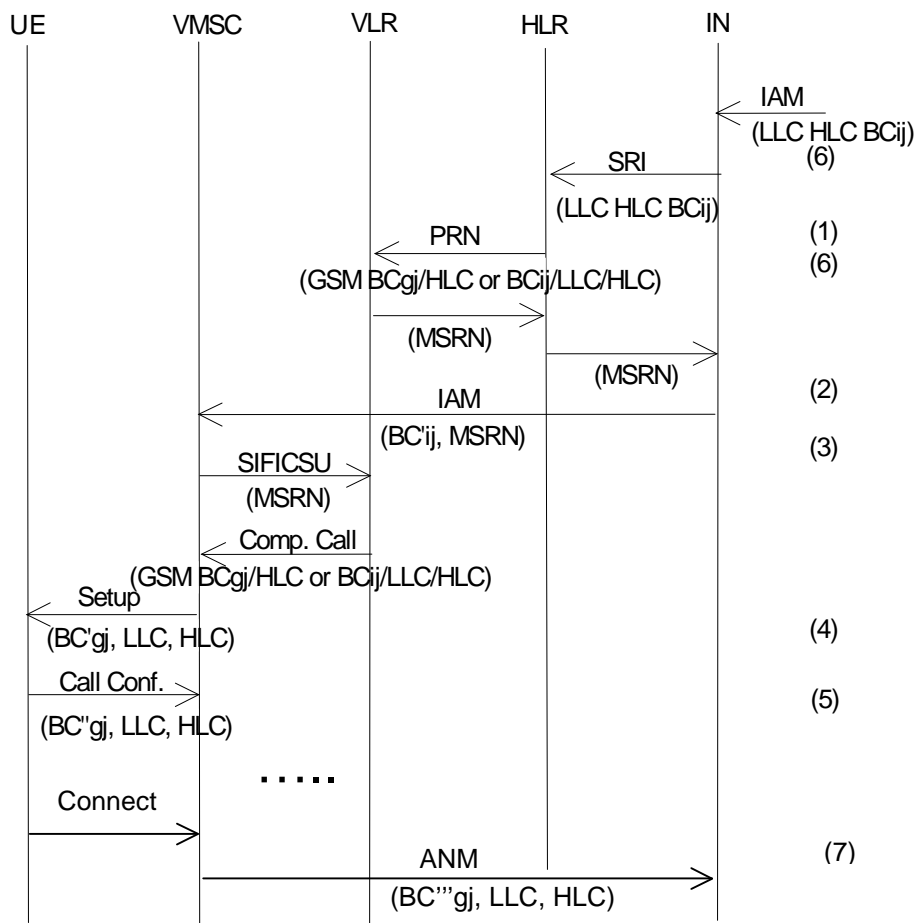 UE VMSC VLR HLR IN
IAM
(LLC HLC BCij)
(6)
SRI
(LLC HLC BCij)
(1)
PRN
(6)
(GSM BCgj/HLC or BCij/LLC/HLC)
(MSRN)
(MSRN)
(2)
IAM
(BC'ij, MSRN)
(3)
SIFICSU
(MSRN)
Comp. Call
(GSM BCgj/HLC or BCij/LLC/HLC)
Setup
(BC'gj, LLC, HLC)
(4)
Call Conf.
(5)
(BC''gj, LLC, HLC)
.....
Connect
ANM
(7)
(BC'''gj, LLC, HLC)